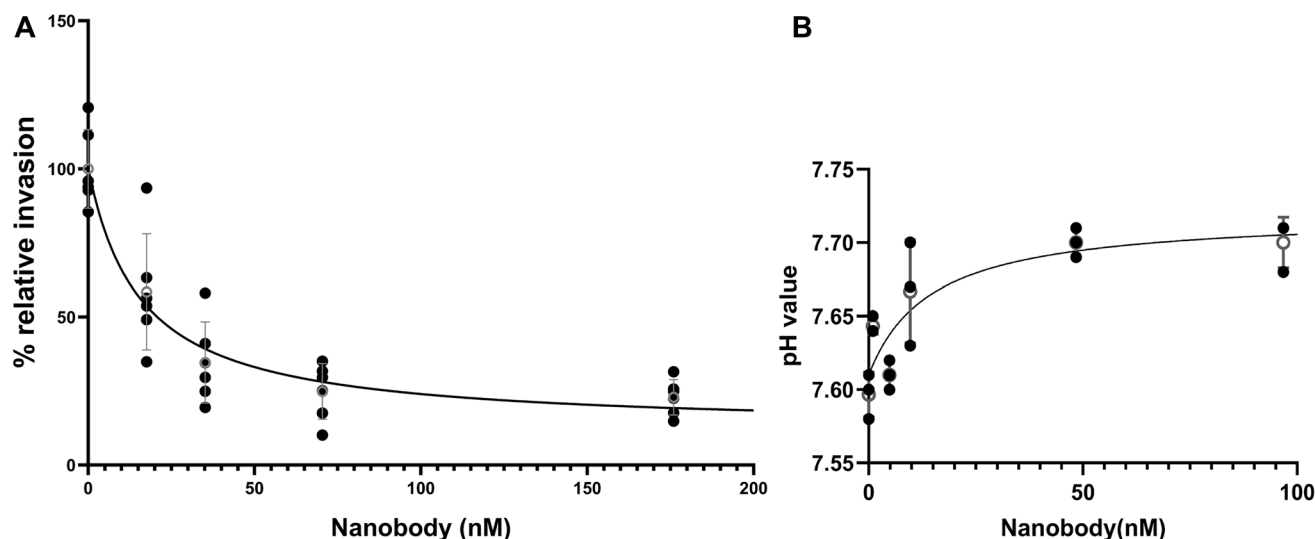 A
% relative invasion
150
100
50
0
0 50 100 150 200
Nanobody (nM)
B
pH value
7.75
7.70
7.65
7.60
7.55
0 50 100
Nanobody(nM)